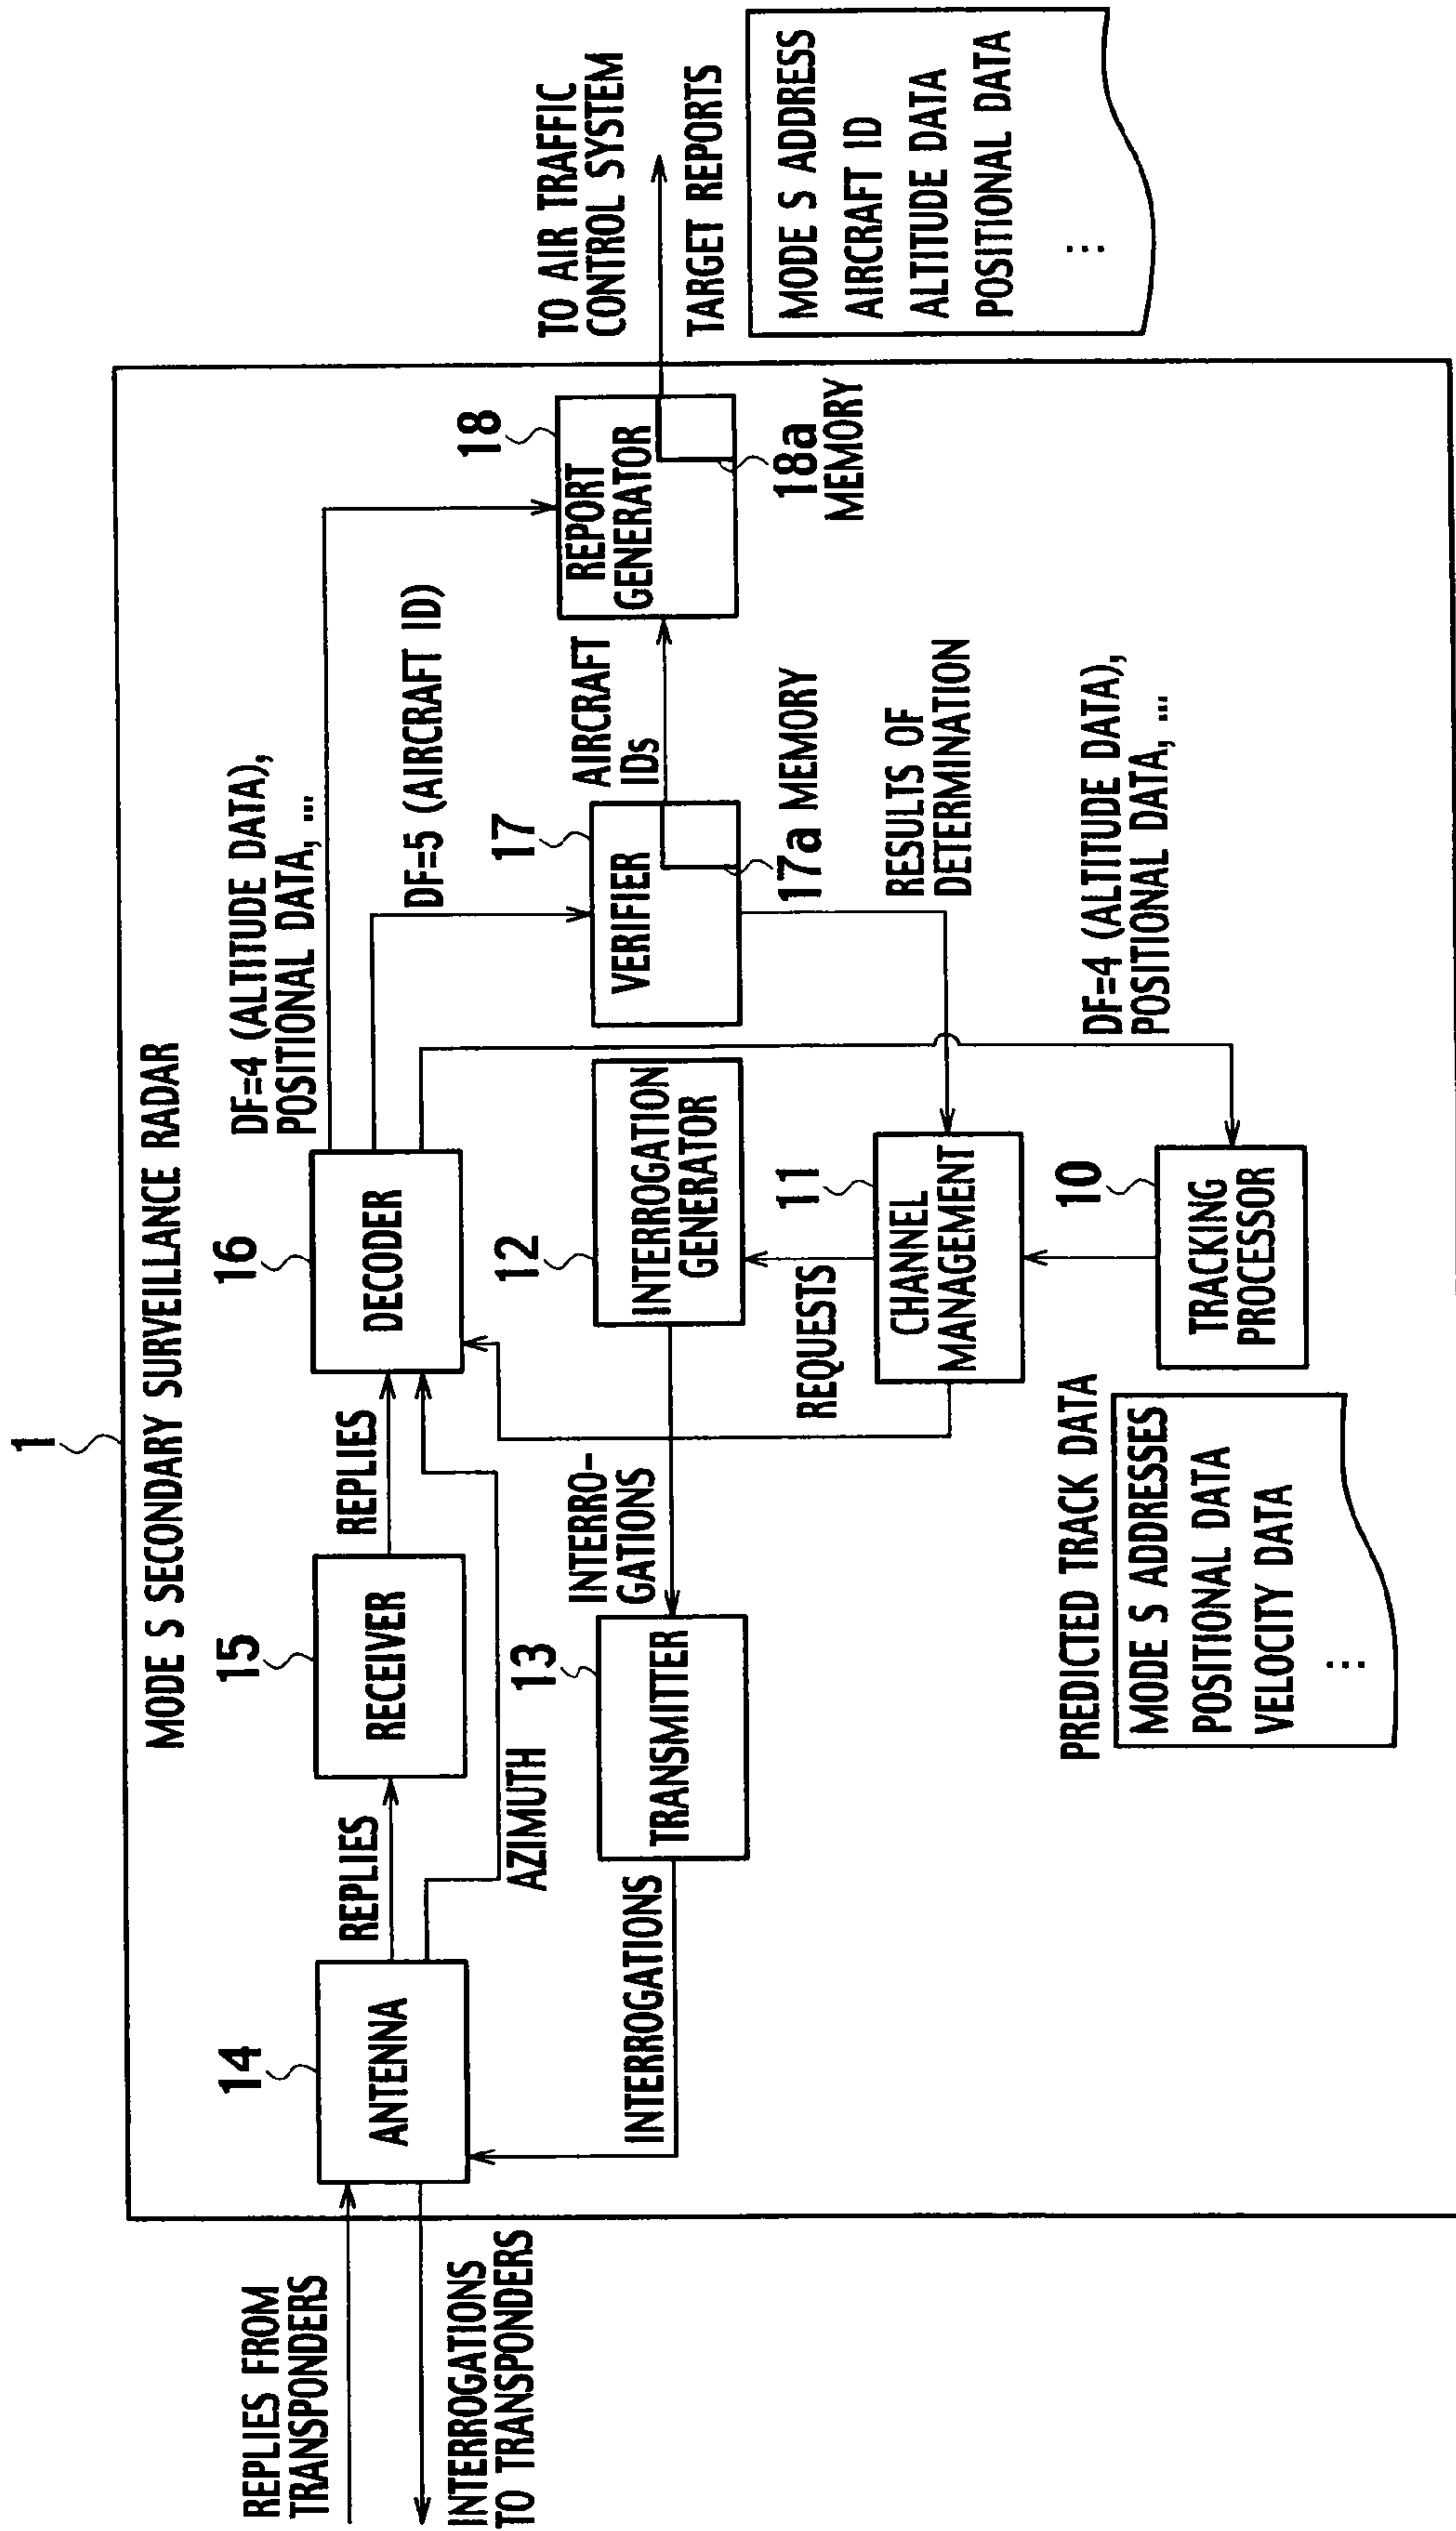 1
MODE S SECONDARY SURVEILLANCE RADAR
REPLIES FROM
TRANSPONDERS
INTERROGATIONS
TO TRANSPONDERS
14
ANTENNA
REPLIES
AZIMUTH
15
RECEIVER
REPLIES
16
DECODER
DF=4 (ALTITUDE DATA),
POSITIONAL DATA, ...
DF=5 (AIRCRAFT ID)
INTERROGATIONS
13
TRANSMITTER
INTERRO-
GATIONS
12
INTERROGATION
GENERATOR
17
VERIFIER
17a MEMORY
AIRCRAFT
IDs
18
REPORT
GENERATOR
18a
MEMORY
TO AIR TRAFFIC
CONTROL SYSTEM
TARGET REPORTS
MODE S ADDRESS
AIRCRAFT ID
ALTITUDE DATA
POSITIONAL DATA
...
REQUESTS
11
CHANNEL
MANAGEMENT
RESULTS OF
DETERMINATION
PREDICTED TRACK DATA
MODE S ADDRESSES
POSITIONAL DATA
VELOCITY DATA
...
10
TRACKING
PROCESSOR
DF=4 (ALTITUDE DATA),
POSITIONAL DATA, ...